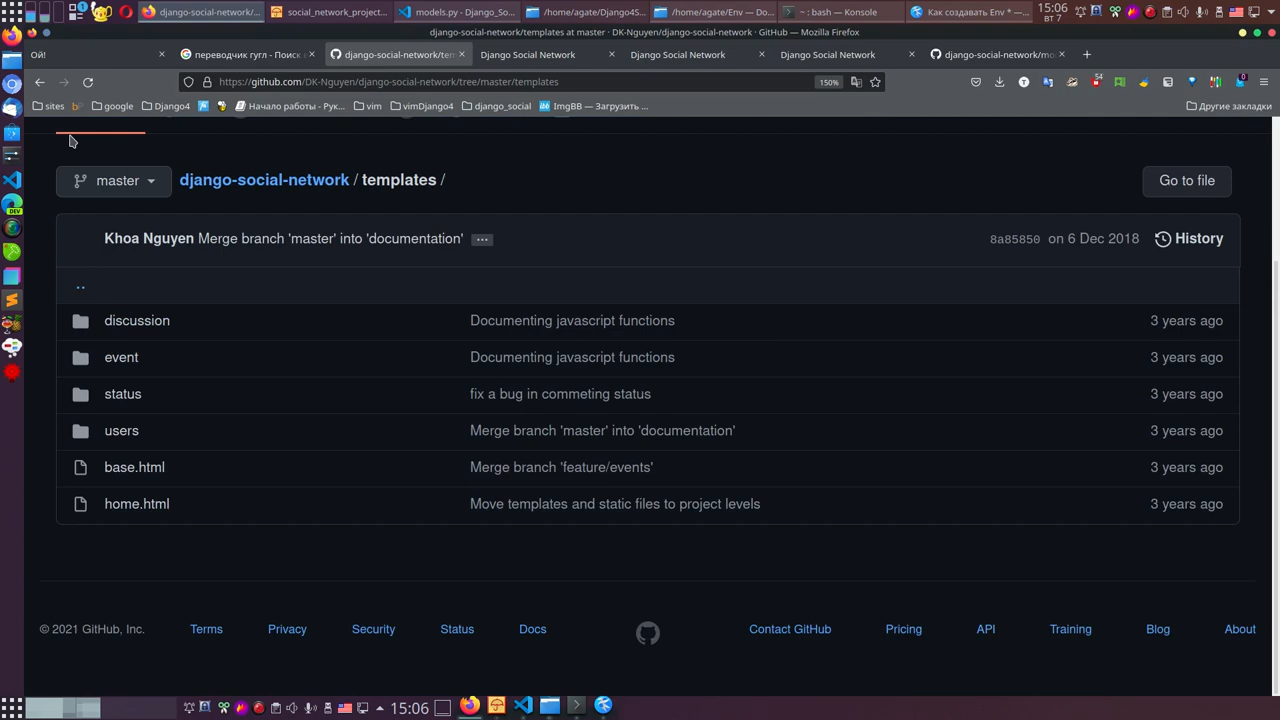 15:06
ВТ 7
django-social-network/...
social_network_project...
models.py - Django_So...
/home/agate/Django4S...
/home/agate/Env — Do...
~ : bash — Konsole
Как создавать Env * —...
django-social-network/templates at master · DK-Nguyen/django-social-network · GitHub — Mozilla Firefox
Ой!
переводчик гугл - Поиск
django-social-network/tem
Django Social Network
Django Social Network
Django Social Network
django-social-network/mo
https://github.com/DK-Nguyen/django-social-network/tree/master/templates
150%
54
0
sites
google
Django4
Начало работы - Рук...
vim
vimDjango4
django_social
ImgBB — Загрузить ...
Другие закладки
master
django-social-network / templates /
Go to file
Khoa Nguyen Merge branch 'master' into 'documentation' ...
8a85850 on 6 Dec 2018
History
..
discussion
Documenting javascript functions
3 years ago
event
Documenting javascript functions
3 years ago
status
fix a bug in commeting status
3 years ago
users
Merge branch 'master' into 'documentation'
3 years ago
base.html
Merge branch 'feature/events'
3 years ago
home.html
Move templates and static files to project levels
3 years ago
© 2021 GitHub, Inc.
Terms
Privacy
Security
Status
Docs
Contact GitHub
Pricing
API
Training
Blog
About
DEV
15:06